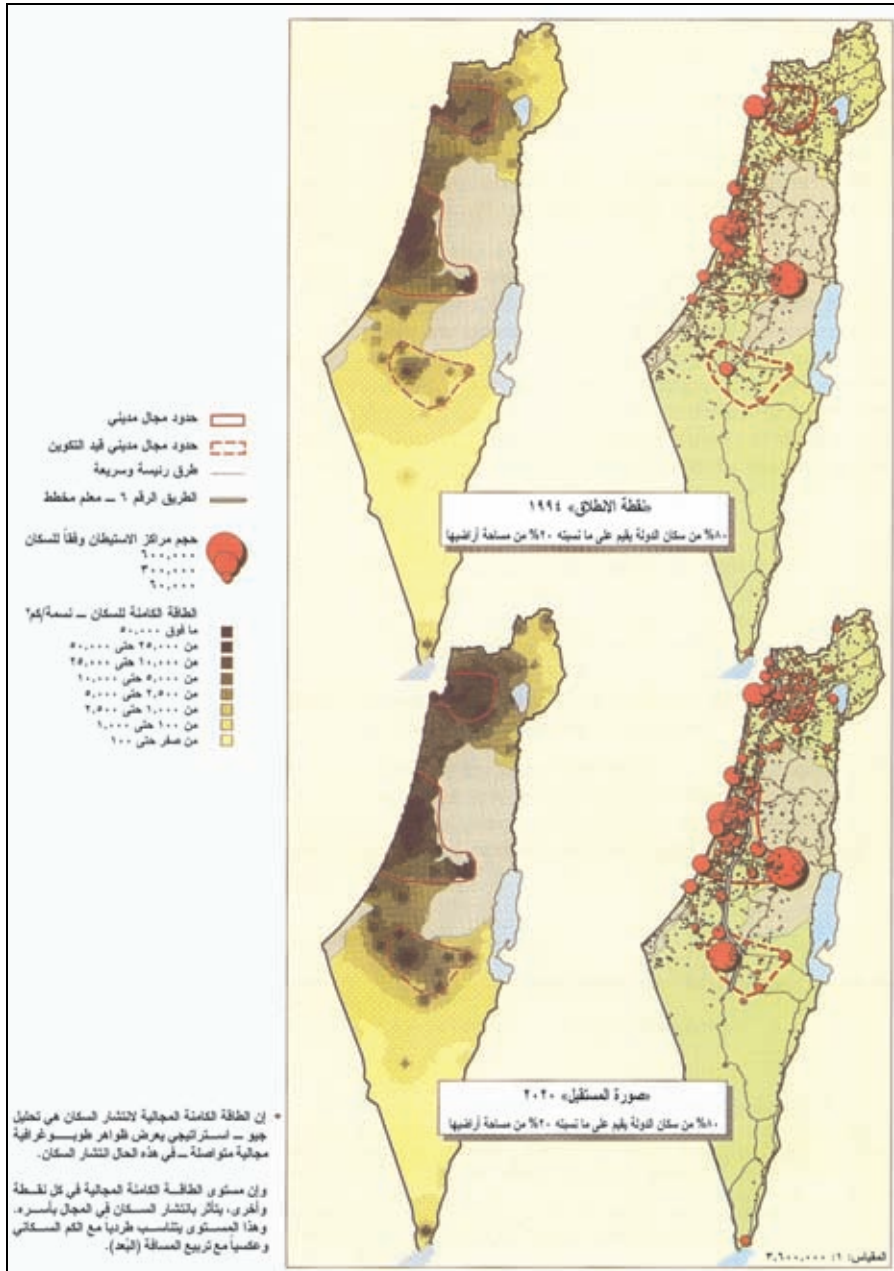 حدود مجال مديني
حدود مجال مديني قيد التكوين
طرق رئيسة وسريعة
الطريق الرقم ٦ ــ معلم مخطط
حجم مراكز الاستيطان وفقاً للسكان
٦٠٠,٠٠٠
٣٠٠,٠٠٠
٦٠,٠٠٠
الطاقة الكامنة للسكان ــ نسمة/كم٢
ما فوق ٥٠,٠٠٠
من ٢٥,٠٠٠ حتى ٥٠,٠٠٠
من ١٠,٠٠٠ حتى ٢٥,٠٠٠
من ٥,٠٠٠ حتى ١٠,٠٠٠
من ٢,٥٠٠ حتى ٥,٠٠٠
من ١,٠٠٠ حتى ٢,٥٠٠
من ١٠٠ حتى ١,٠٠٠
من صفر حتى ١٠٠
«نقطة الانطلاق» ١٩٩٤
٨٠% من سكان الدولة يقيم على ما نسبته ٢٠% من مساحة أراضيها
«صورة المستقبل» ٢٠٢٠
٨٠% من سكان الدولة يقيم على ما نسبته ٢٠% من مساحة أراضيها
* إن الطاقة الكامنة المجالية لانتشار السكان هي تحليل
جيو ــ استراتيجي يعرض ظواهر طوبوغرافية
مجالية متواصلة ــ في هذه الحال انتشار السكان.
وإن مستوى الطاقة الكامنة المجالية في كل نقطة
وأخرى، يتأثر بانتشار السكان في المجال بأسره.
وهذا المستوى يتناسب طردياً مع الكم السكاني
وعكسياً مع تربيع المسافة (البُعد).
المقياس: ١: ٣,٦٠٠,٠٠٠